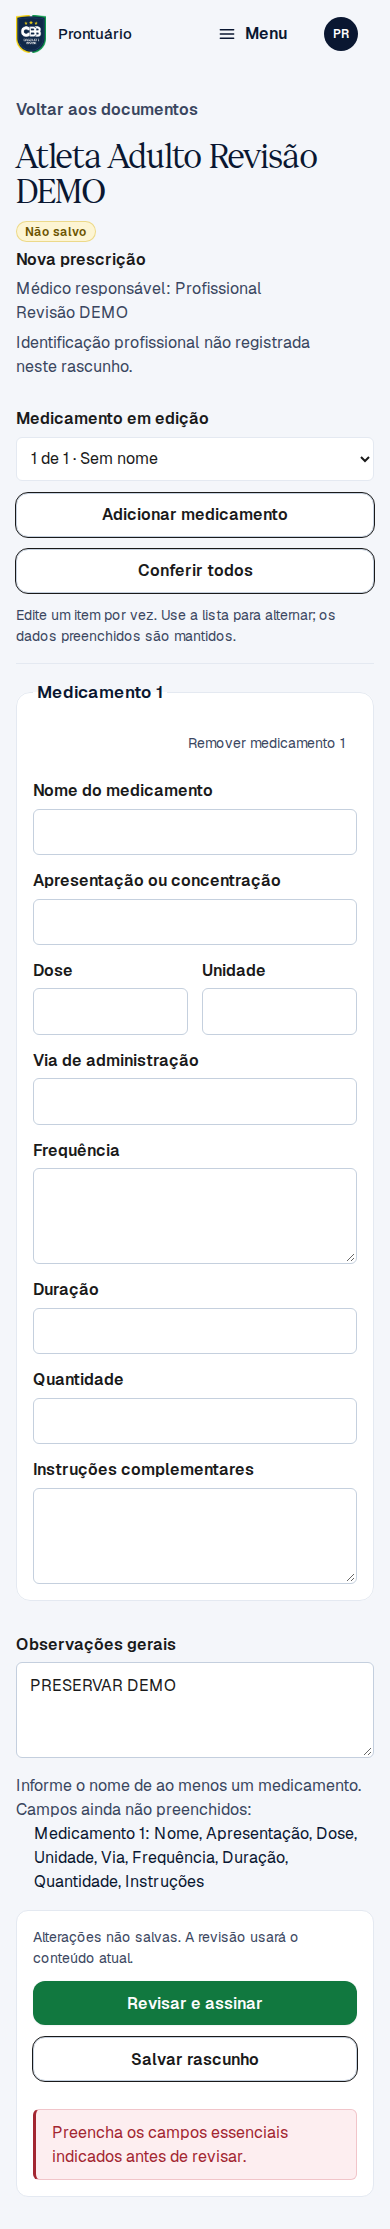 CBB
Prontuário
Menu
PR
Voltar aos documentos
Atleta Adulto Revisão
DEMO
Não salvo
Nova prescrição
Médico responsável: Profissional
Revisão DEMO
Identificação profissional não registrada
neste rascunho.
Medicamento em edição
1 de 1 · Sem nome
Adicionar medicamento
Conferir todos
Edite um item por vez. Use a lista para alternar; os
dados preenchidos são mantidos.
Medicamento 1
Remover medicamento 1
Nome do medicamento
Apresentação ou concentração
Dose Unidade
Via de administração
Frequência
Duração
Quantidade
Instruções complementares
Observações gerais
PRESERVAR DEMO
Informe o nome de ao menos um medicamento.
Campos ainda não preenchidos:
Medicamento 1: Nome, Apresentação, Dose,
Unidade, Via, Frequência, Duração,
Quantidade, Instruções
Alterações não salvas. A revisão usará o
conteúdo atual.
Revisar e assinar
Salvar rascunho
Preencha os campos essenciais
indicados antes de revisar.